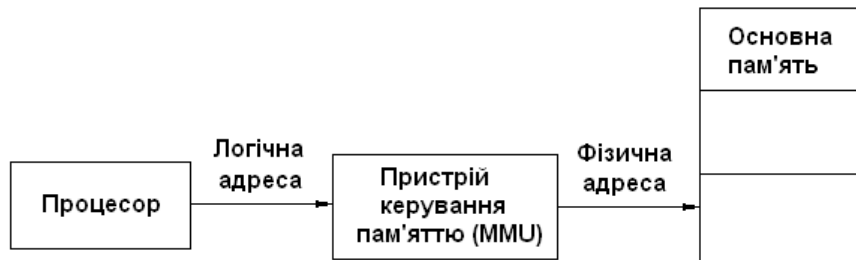 Процесор
Логічна
адреса
Пристрій
керування
пам'яттю (MMU)
Фізична
адреса
Основна
пам'ять